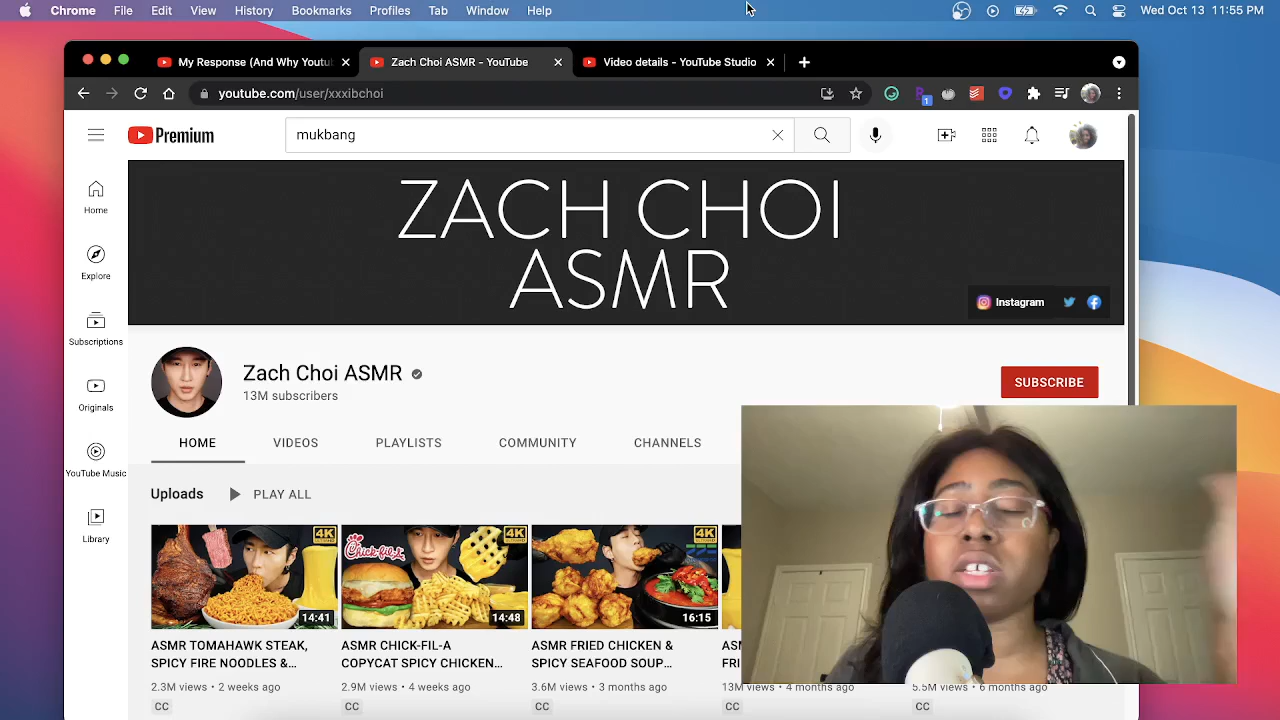 Chrome File Edit View History Bookmarks Profiles Tab Window Help Wed Oct 13 11:55 PM
My Response (And Why Youtu Zach Choi ASMR - YouTube Video details - YouTube Studio
youtube.com/user/xxxibchoi
1
Premium mukbang
ZACH CHOI
ASMR
Instagram
Home
Explore
Subscriptions
Originals
YouTube Music
Library
Zach Choi ASMR
13M subscribers
SUBSCRIBE
HOME VIDEOS PLAYLISTS COMMUNITY CHANNELS
Uploads PLAY ALL
4K 14:41
Chick-fil-A 4K 14:48
4K 16:15
ASMR TOMAHAWK STEAK,
SPICY FIRE NOODLES &...
2.3M views • 2 weeks ago
CC
ASMR CHICK-FIL-A
COPYCAT SPICY CHICKEN...
2.9M views • 4 weeks ago
CC
ASMR FRIED CHICKEN &
SPICY SEAFOOD SOUP...
3.6M views • 3 months ago
CC
13M views • 4 months ago
CC
5.5M views • 6 months ago
CC